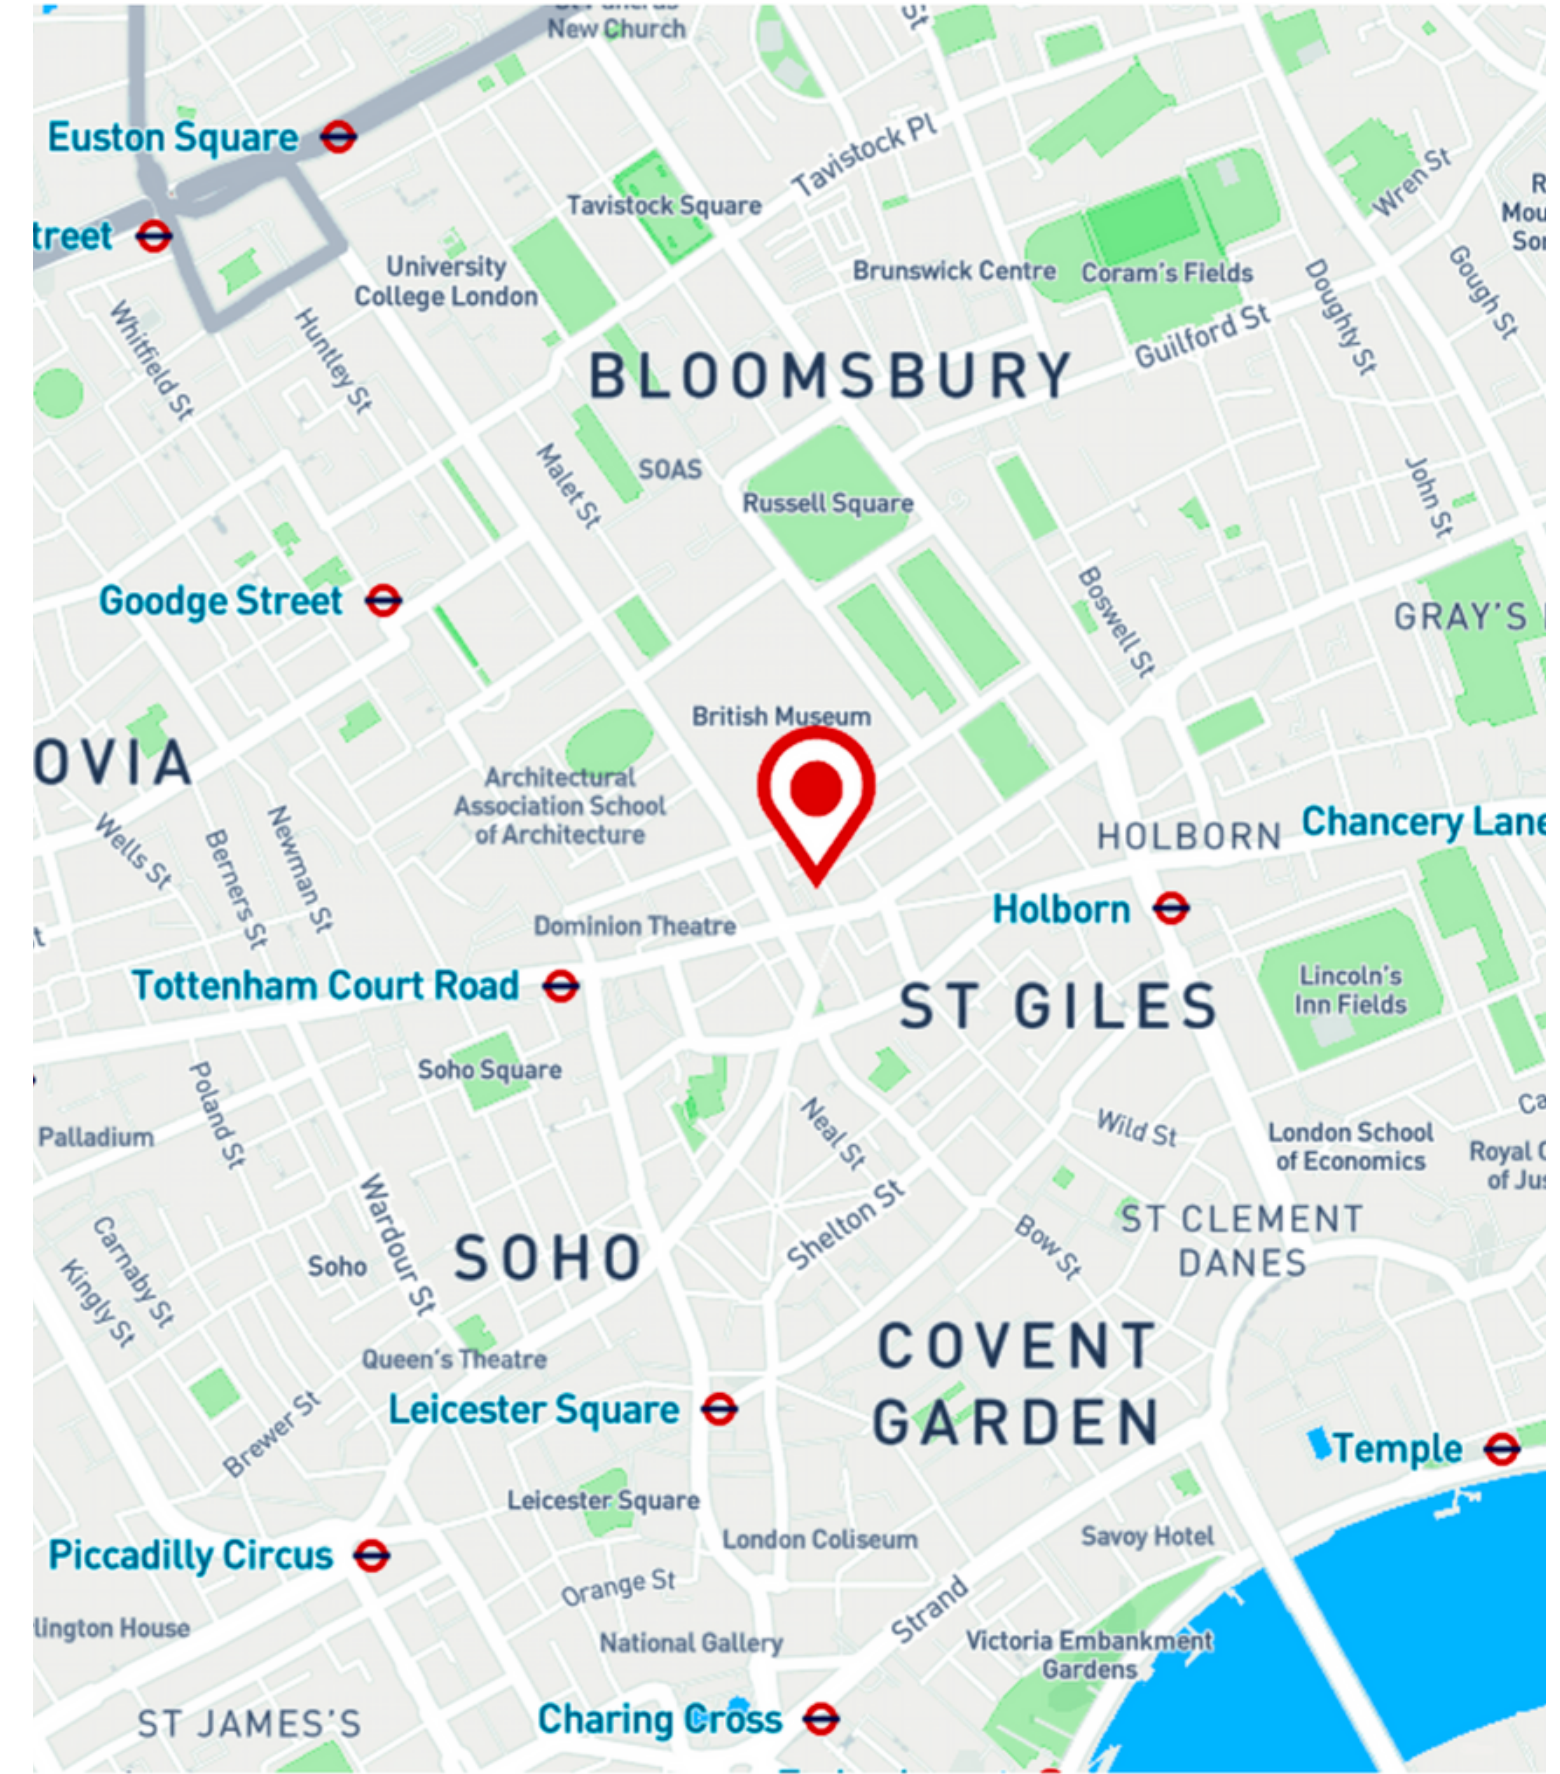 New Church
St
Euston Square
Tavistock Pl
Wren St
Tavistock Square
treet
University
College London
Brunswick Centre
Coram's Fields
Doughty St
Gough St
Whitfield St
Huntley St
Guilford St
BLOOMSBURY
Malet St
SOAS
Russell Square
John St
Goodge Street
Boswell St
GRAY'S
British Museum
OVIA
Architectural
Association School
of Architecture
Wells St
Berners St
Newman St
HOLBORN
Chancery Lane
Holborn
Dominion Theatre
Tottenham Court Road
ST GILES
Lincoln's
Inn Fields
Soho Square
Poland St
Palladium
Neal St
Wild St
London School
of Economics
Ca
Royal C
of Jus
Wardour St
Shelton St
Bow St
ST CLEMENT
DANES
Carnaby St
Kingly St
Soho
SOHO
COVENT
GARDEN
Queen's Theatre
Leicester Square
Brewer St
Temple
Leicester Square
London Coliseum
Savoy Hotel
Piccadilly Circus
Orange St
Strand
lington House
National Gallery
Victoria Embankment
Gardens
ST JAMES'S
Charing Cross